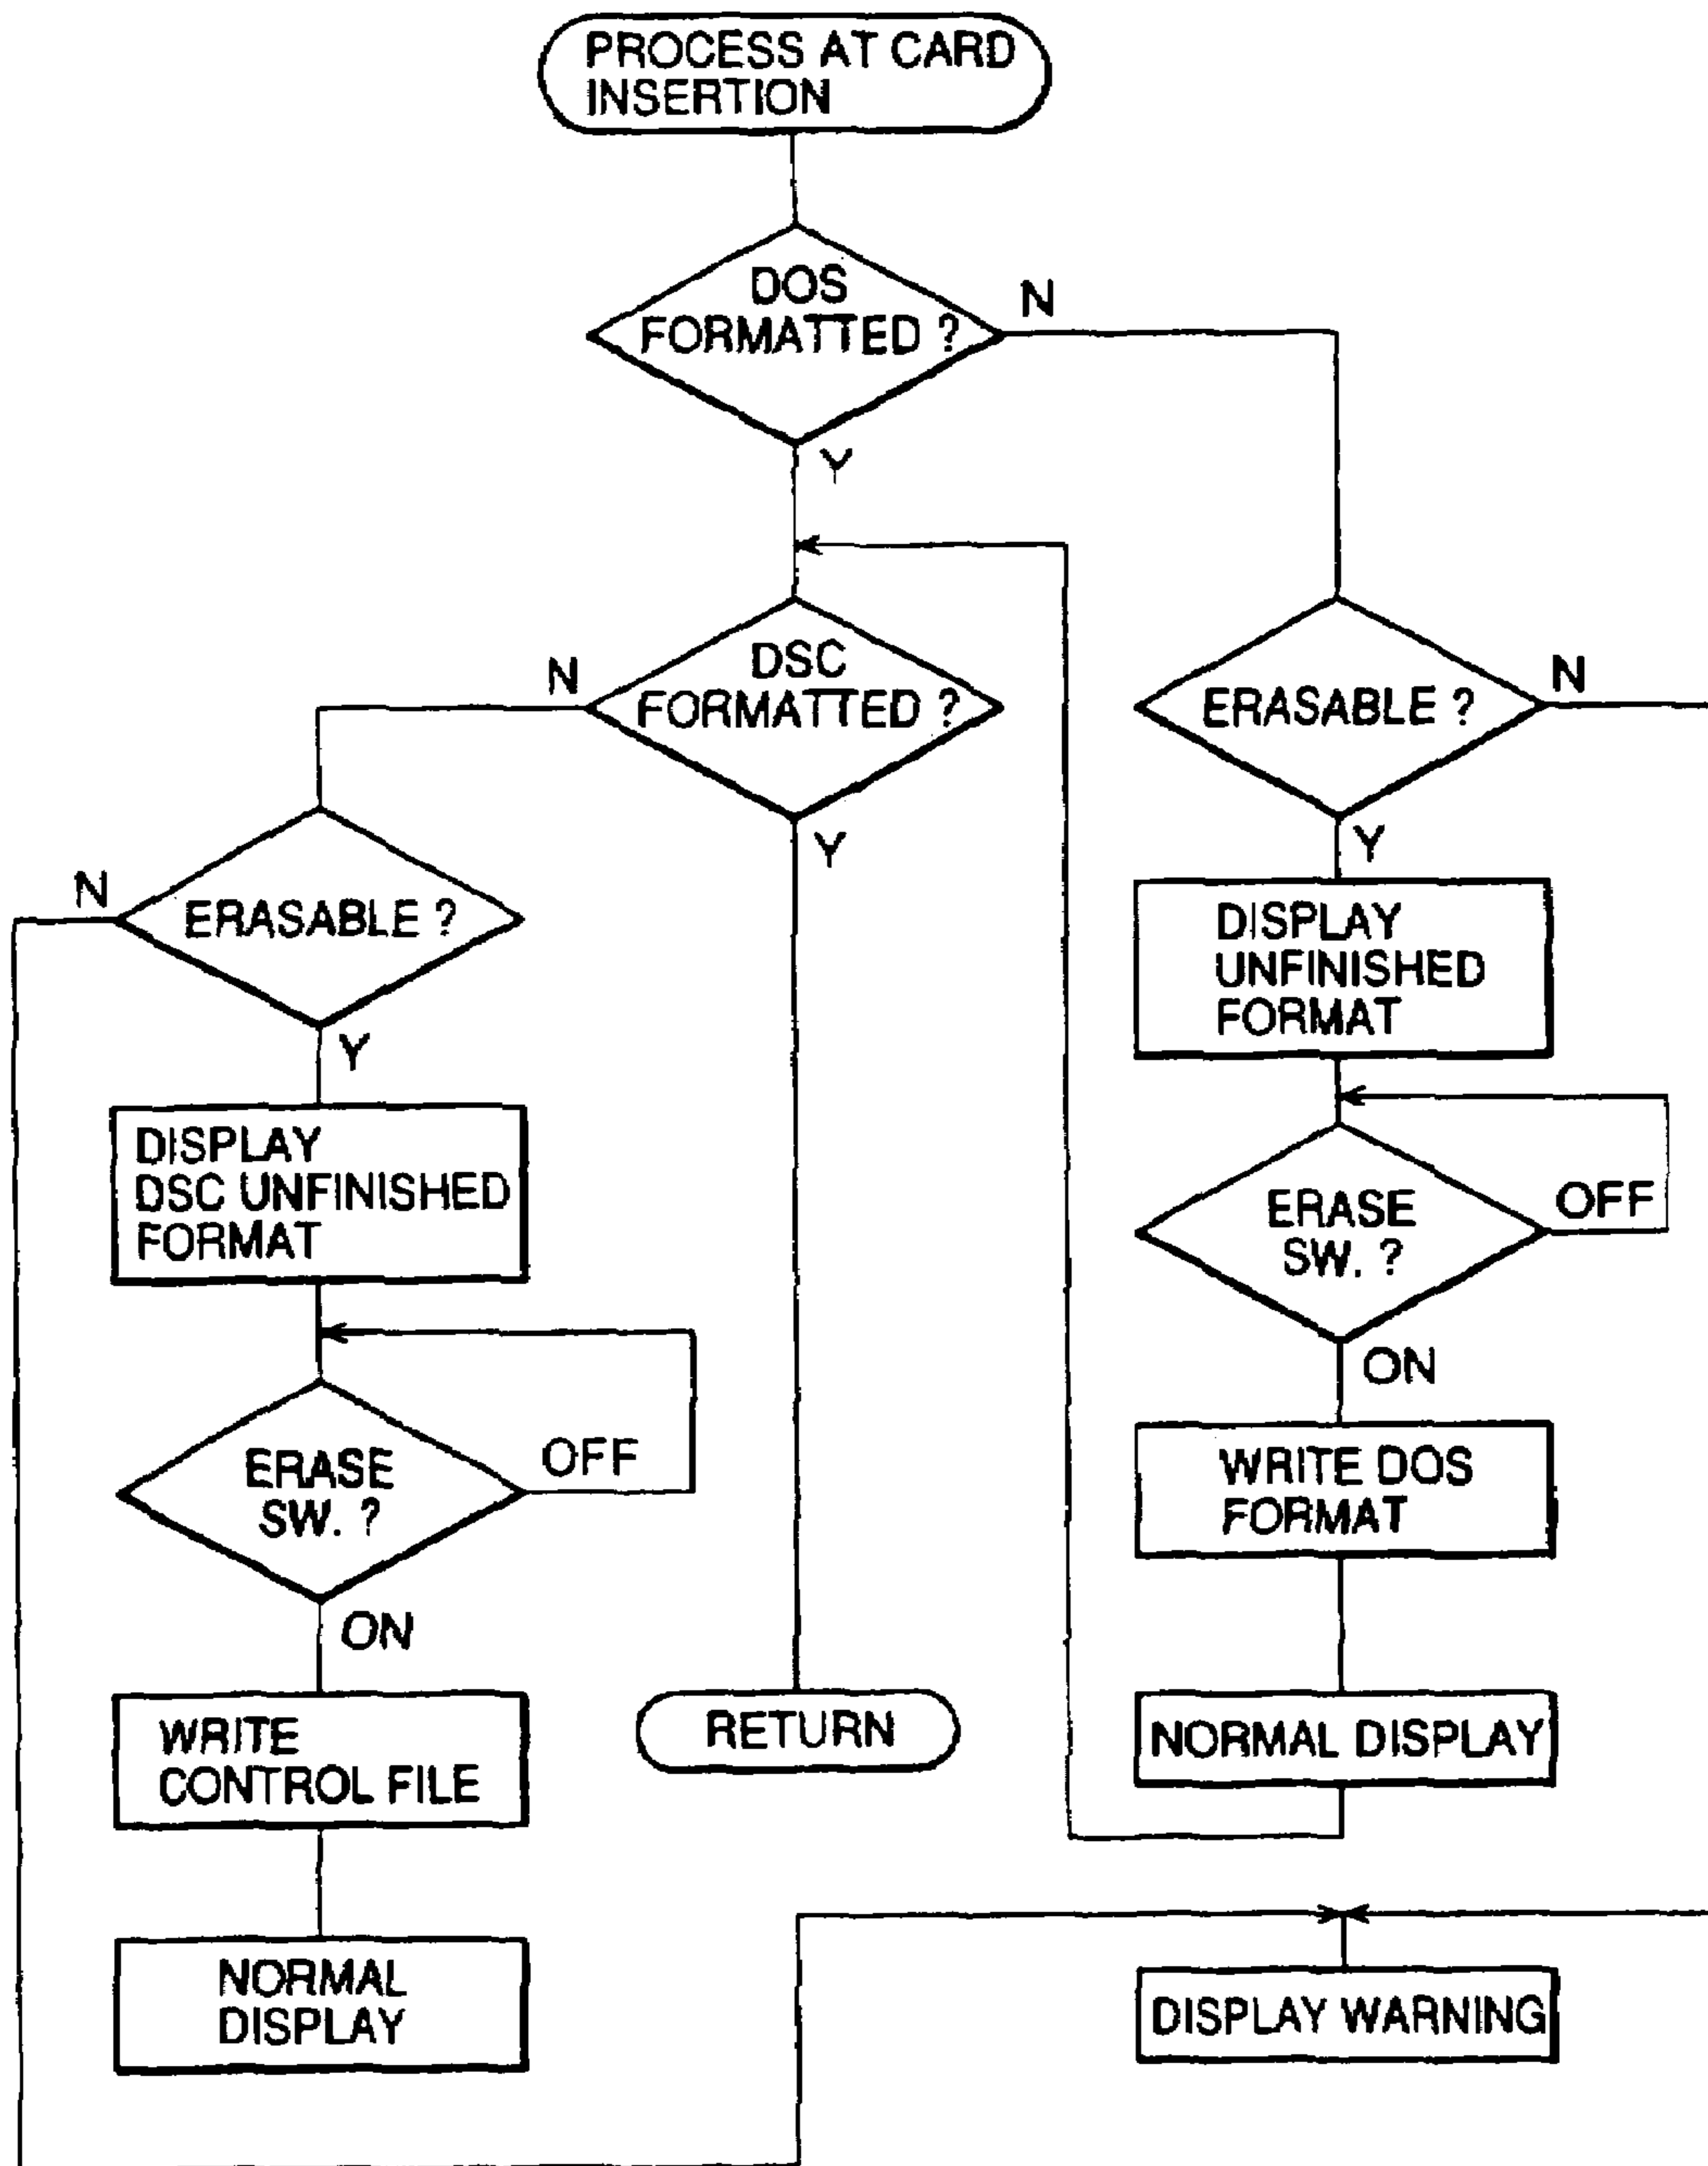 PROCESS AT CARD
INSERTION
DOS
FORMATTED ?
N
Y
DSC
FORMATTED ?
N
Y
ERASABLE ?
N
Y
ERASABLE ?
N
Y
DISPLAY
UNFINISHED
FORMAT
DISPLAY
DSC UNFINISHED
FORMAT
ERASE
SW. ?
OFF
ON
ERASE
SW. ?
OFF
ON
WRITE DOS
FORMAT
WRITE
CONTROL FILE
RETURN
NORMAL DISPLAY
NORMAL
DISPLAY
DISPLAY WARNING